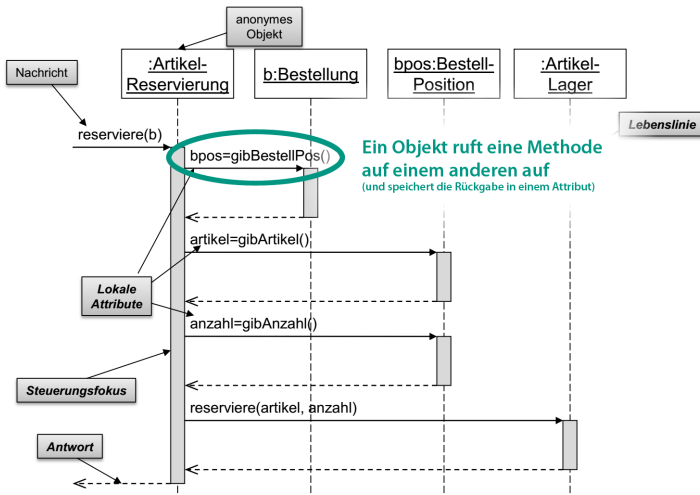 anonymes
Objekt
Nachricht
:Artikel-
Reservierung
b:Bestellung
bpos:Bestell-
Position
:Artikel-
Lager
Lebenslinie
reserviere(b)
bpos=gibBestellPos()
Ein Objekt ruft eine Methode
auf einem anderen auf
(und speichert die Rückgabe in einem Attribut)
artikel=gibArtikel()
Lokale
Attribute
anzahl=gibAnzahl()
Steuerungsfokus
reserviere(artikel, anzahl)
Antwort